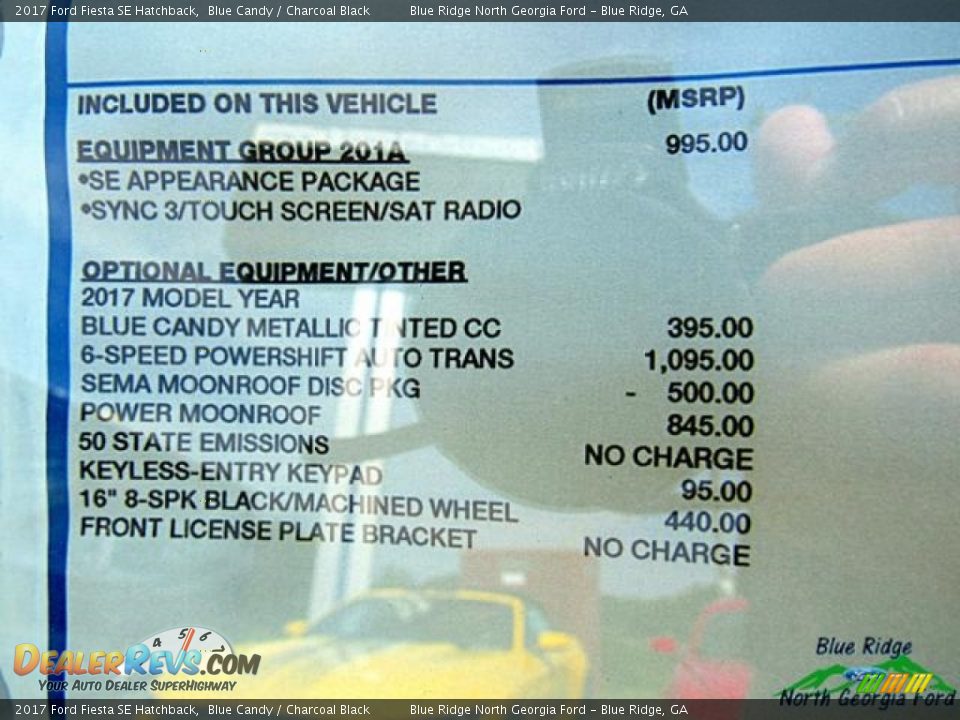 2017 Ford Fiesta SE Hatchback, Blue Candy / Charcoal Black Blue Ridge North Georgia Ford - Blue Ridge, GA
INCLUDED ON THIS VEHICLE (MSRP)
EQUIPMENT GROUP 201A 995.00
•SE APPEARANCE PACKAGE
•SYNC 3/TOUCH SCREEN/SAT RADIO
OPTIONAL EQUIPMENT/OTHER
2017 MODEL YEAR
BLUE CANDY METALLIC TINTED CC 395.00
6-SPEED POWERSHIFT AUTO TRANS 1,095.00
SEMA MOONROOF DISC PKG - 500.00
POWER MOONROOF 845.00
50 STATE EMISSIONS NO CHARGE
KEYLESS-ENTRY KEYPAD 95.00
16" 8-SPK BLACK/MACHINED WHEEL 440.00
FRONT LICENSE PLATE BRACKET NO CHARGE
4 5 6
DEALERREVS.COM
YOUR AUTO DEALER SUPERHIGHWAY
Blue Ridge
North Georgia Ford
2017 Ford Fiesta SE Hatchback, Blue Candy / Charcoal Black Blue Ridge North Georgia Ford - Blue Ridge, GA